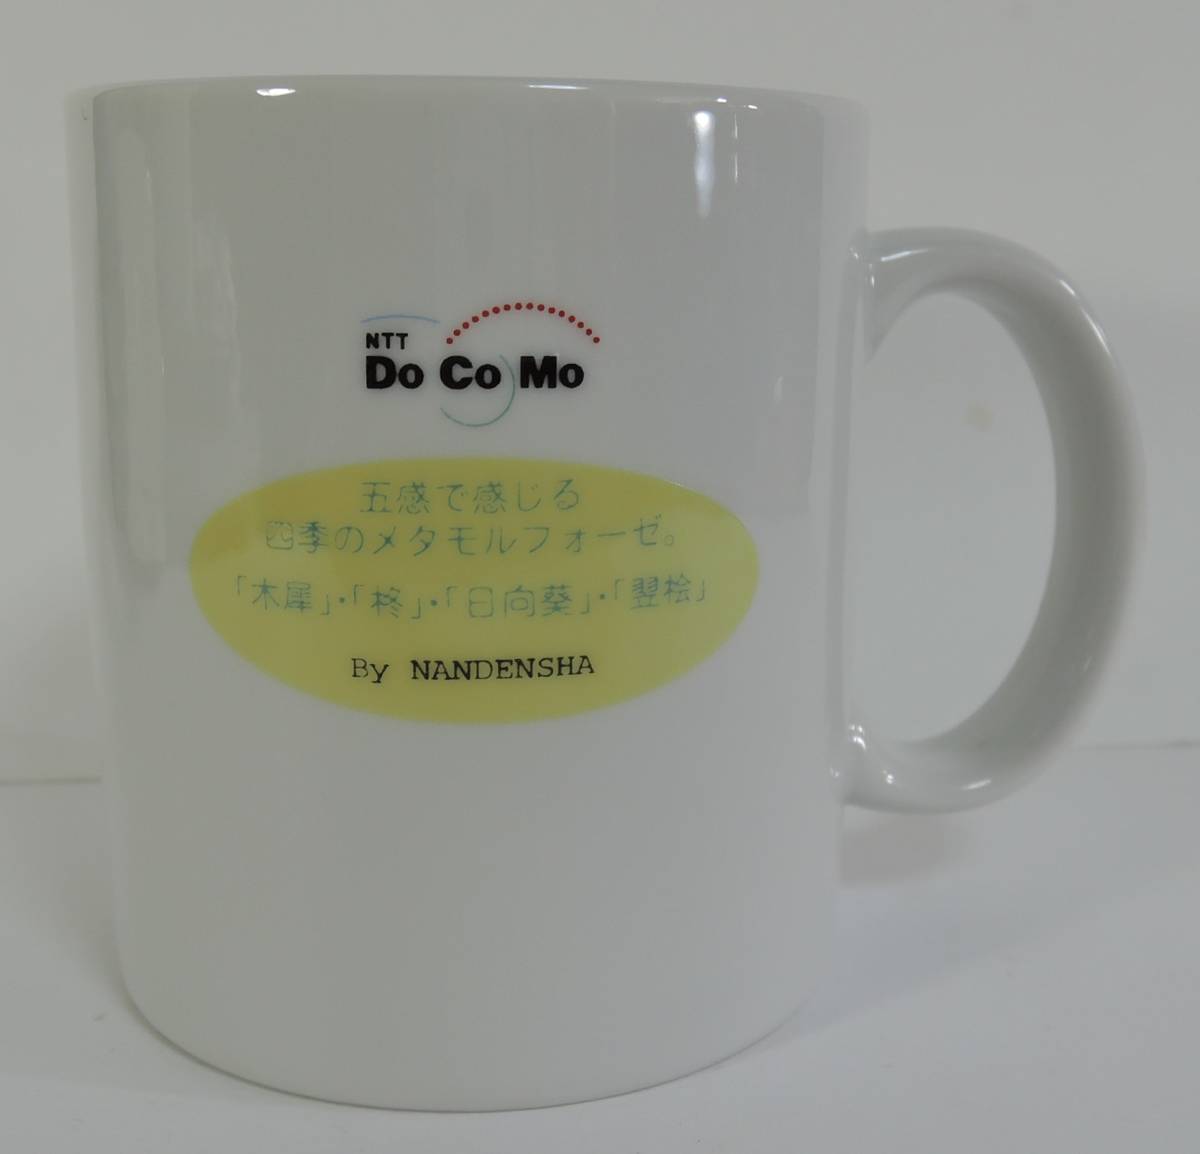 NTT
Do Co Mo
五感で感じる
四季のメタモルフォーゼ。
「木犀」・「柊」・「日向葵」・「翌桧」
By NANDENSHA